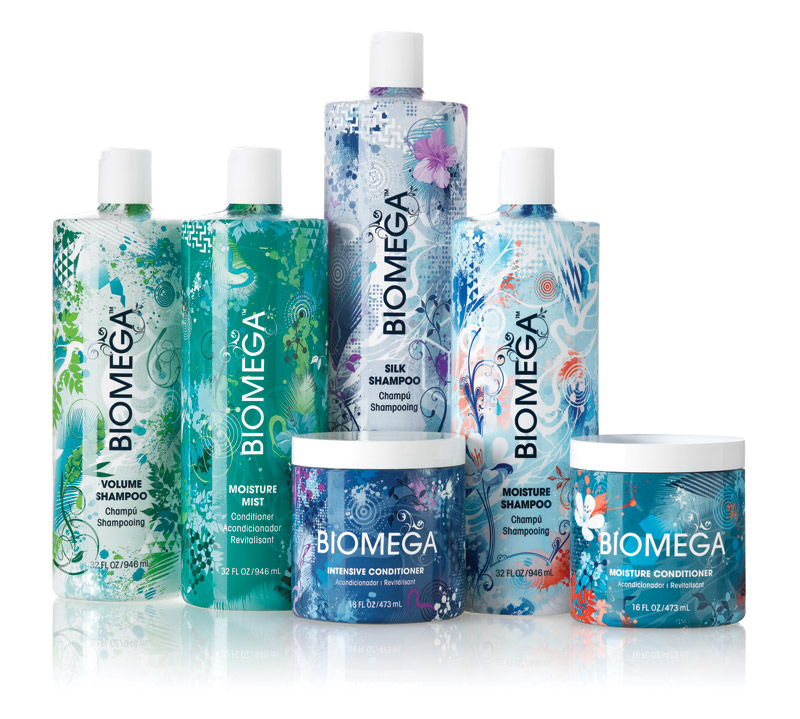 BIOMEGA™
VOLUME
SHAMPOO
Champú
Shampooing
32 FL OZ/946 mL
BIOMEGA™
MOISTURE
MIST
Conditioner
Acondicionador
Revitalisant
32 FL OZ/946 mL
BIOMEGA™
SILK
SHAMPOO
Champú
Shampooing
BIOMEGA
INTENSIVE CONDITIONER
Acondicionador | Revitalisant
16 FL OZ/473 mL
BIOMEGA™
MOISTURE
SHAMPOO
Champú
Shampooing
32 FL OZ/946 mL
BIOMEGA
MOISTURE CONDITIONER
Acondicionador | Revitalisant
16 FL OZ/473 mL